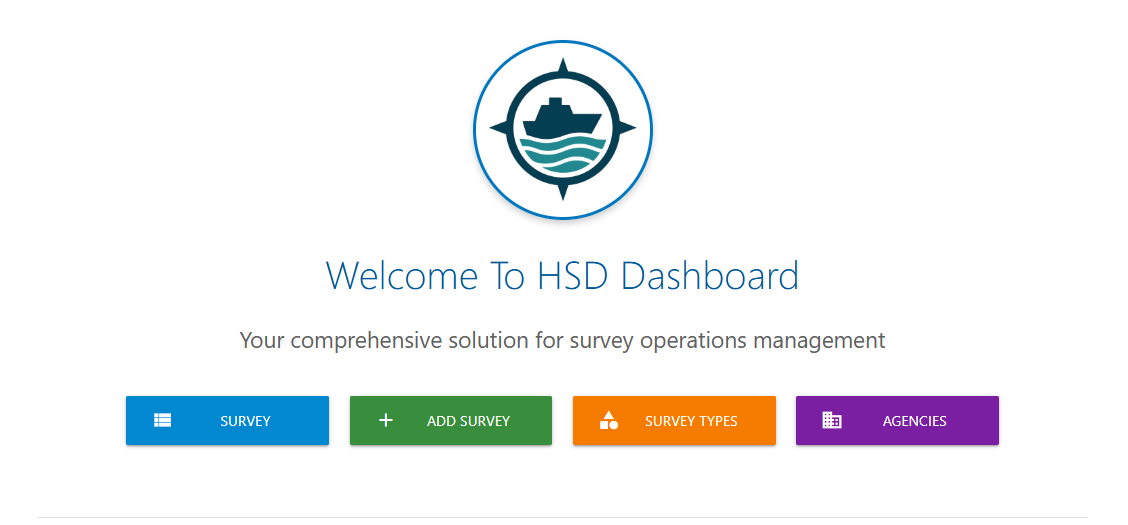 Welcome To HSD Dashboard
Your comprehensive solution for survey operations management
SURVEY
ADD SURVEY
SURVEY TYPES
AGENCIES